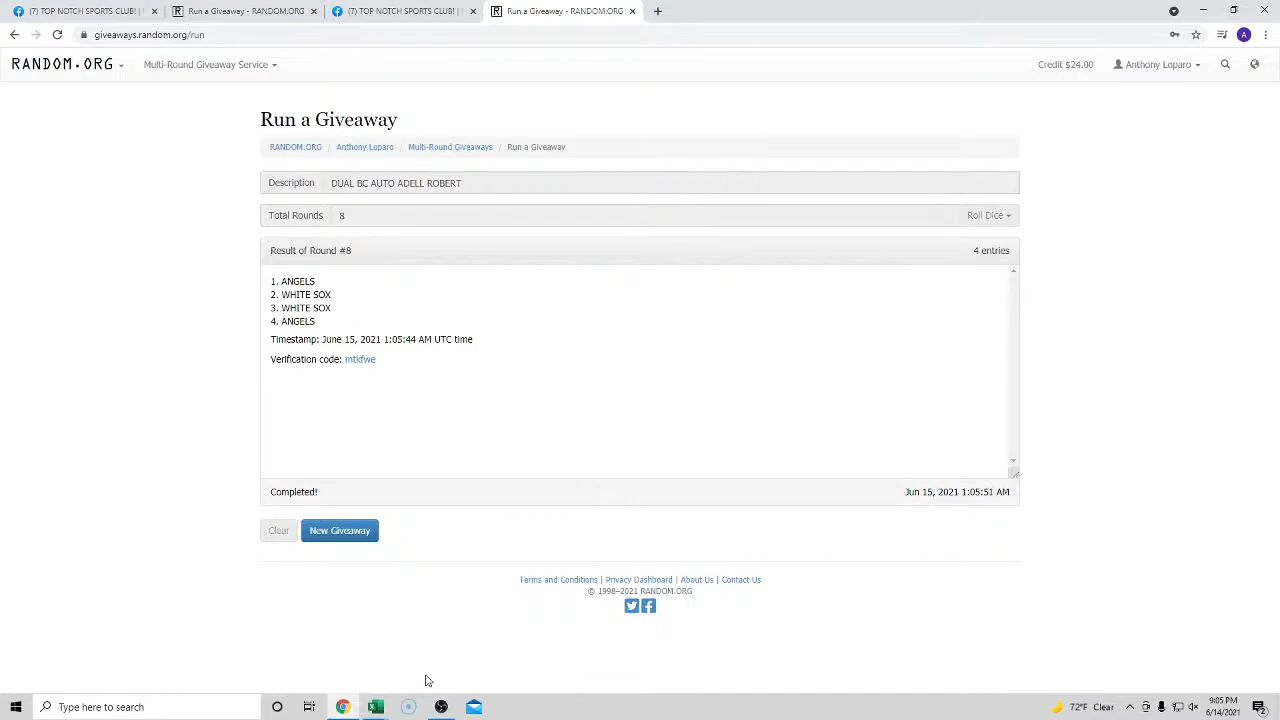 (7) TOP NOTCH SPORTS CLUB! |
Run a Giveaway - RANDOM.ORG
(7) TOP NOTCH SPORTS CLUB! |
Run a Giveaway - RANDOM.ORG
giveaways.random.org/run
A
RANDOM.ORG
Multi-Round Giveaway Service
Credit $24.00
Anthony Loparo
Run a Giveaway
RANDOM.ORG / Anthony Loparo / Multi-Round Giveaways / Run a Giveaway
Description DUAL BC AUTO ADELL ROBERT
Total Rounds 8 Roll Dice
Result of Round #8 4 entries
1. ANGELS
2. WHITE SOX
3. WHITE SOX
4. ANGELS
Timestamp: June 15, 2021 1:05:44 AM UTC time
Verification code: mtkfwe
Completed! Jun 15, 2021 1:05:51 AM
Clear New Giveaway
Terms and Conditions | Privacy Dashboard | About Us | Contact Us
© 1998–2021 RANDOM.ORG
Type here to search
72°F Clear
9:05 PM
6/14/2021